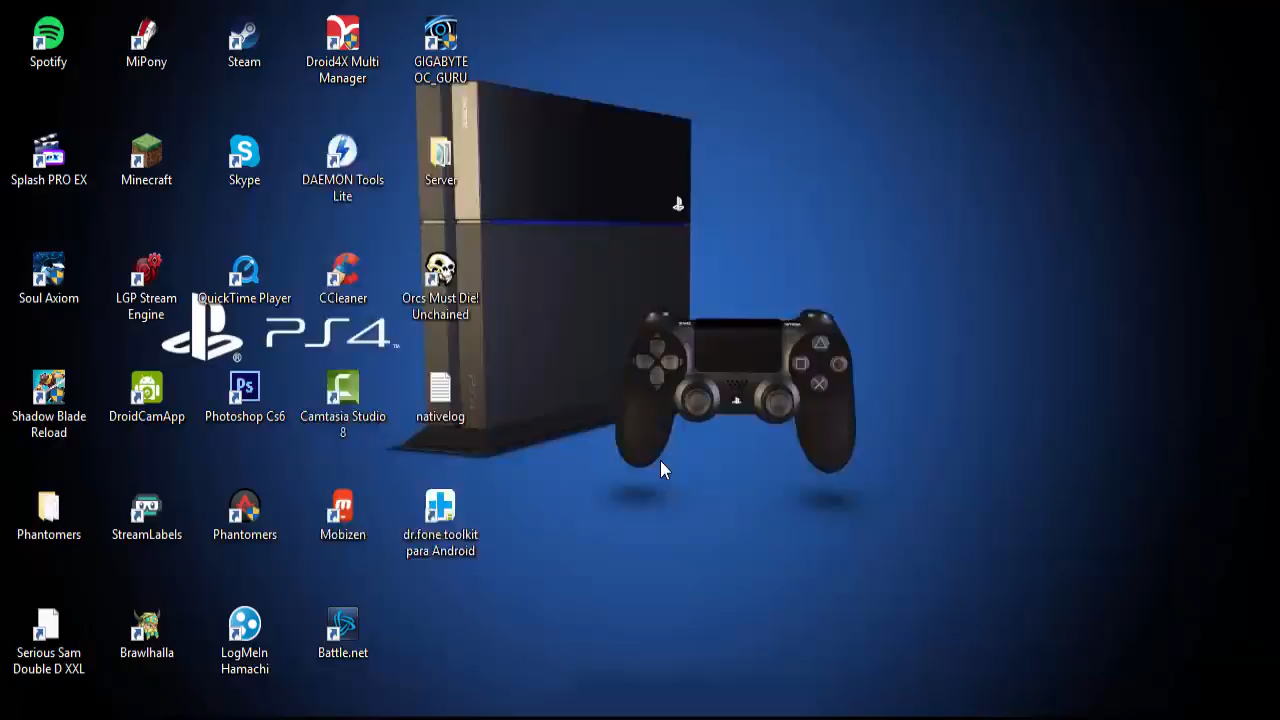 Spotify
MiPony
Steam
Droid4X Multi
Manager
GIGABYTE
OC_GURU
Splash PRO EX
Minecraft
Skype
DAEMON Tools
Lite
Server
Soul Axiom
LGP Stream
Engine
QuickTime Player
CCleaner
Orcs Must Die!
Unchained
PS4™
Shadow Blade
Reload
DroidCamApp
Ps
Photoshop Cs6
Camtasia Studio
8
nativelog
Phantomers
StreamLabels
Phantomers
Mobizen
dr.fone toolkit
para Android
Serious Sam
Double D XXL
Brawlhalla
LogMeIn
Hamachi
Battle.net